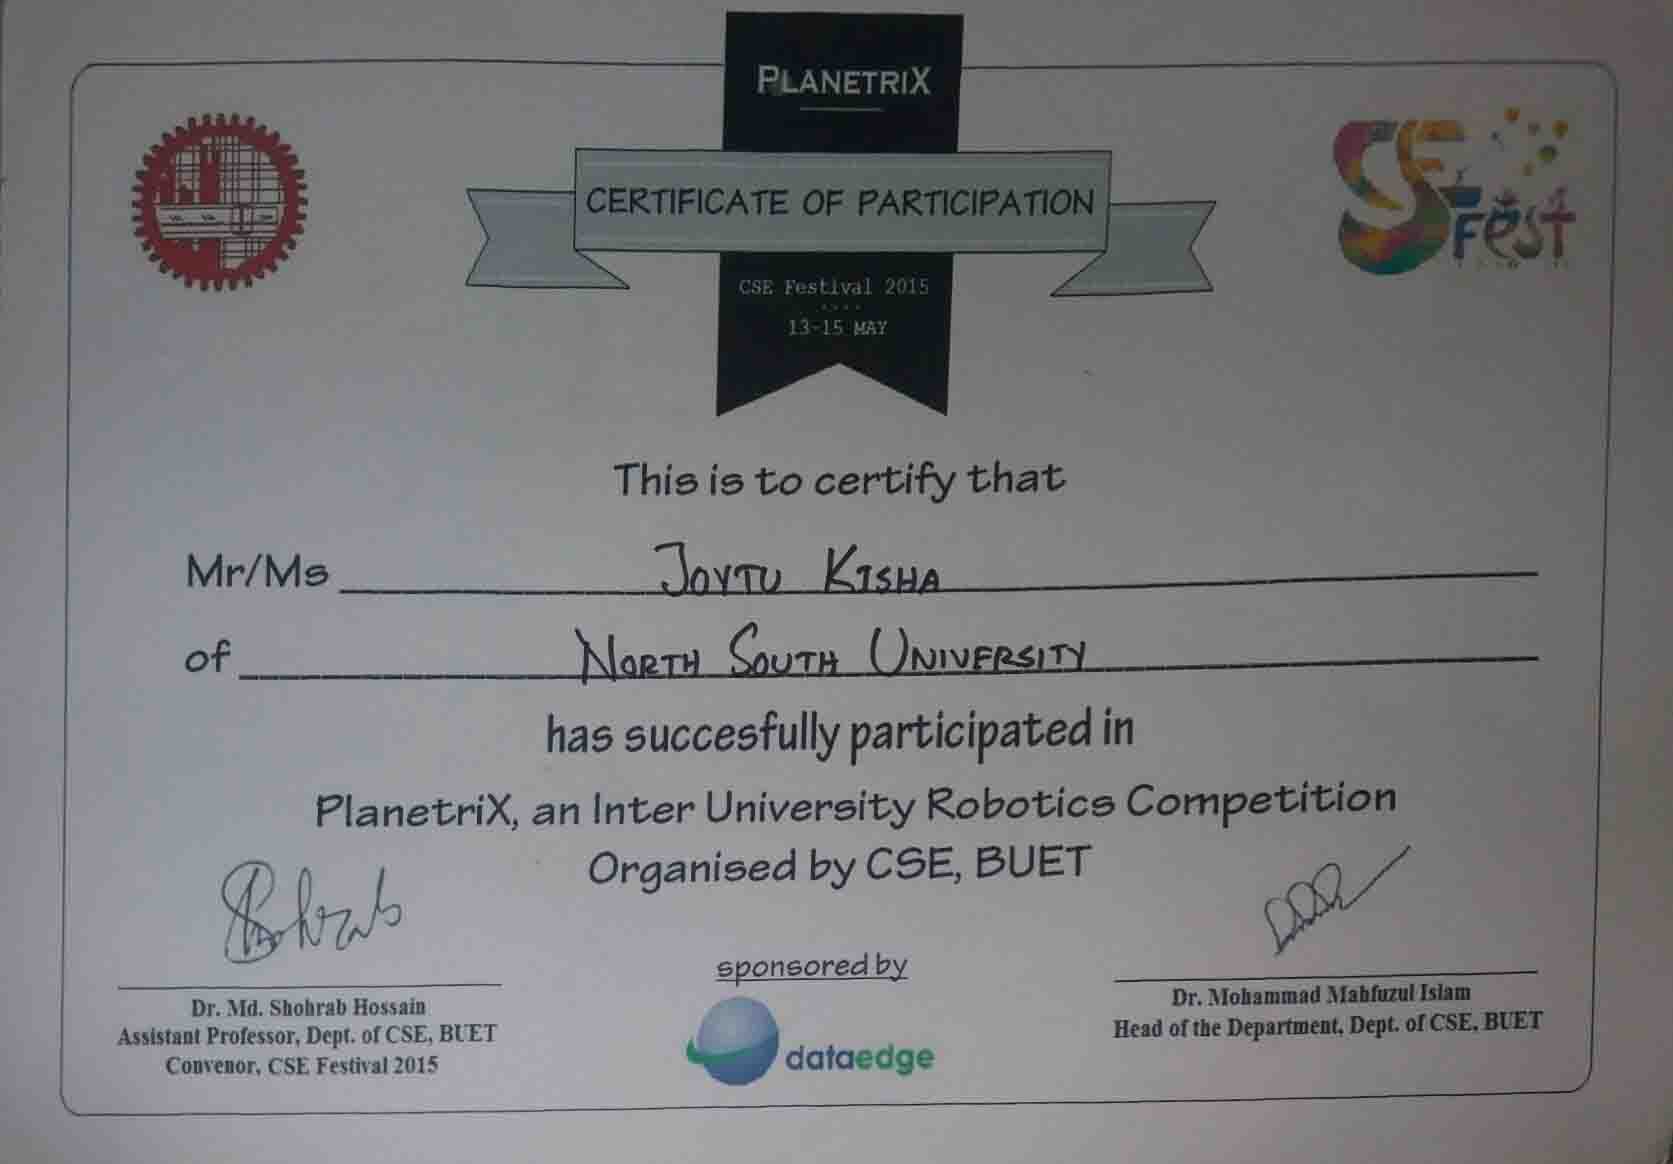 PLANETRIX
CERTIFICATE OF PARTICIPATION
CSE Festival 2015
13-15 MAY
CSE
Fest
This is to certify that
Mr/Ms JOYTU KISHA
of NORTH SOUTH UNIVERSITY
has succesfully participated in
PlanetriX, an Inter University Robotics Competition
Organised by CSE, BUET
Shohrab
sponsored by
dataedge
Dr. Md. Shohrab Hossain
Assistant Professor, Dept. of CSE, BUET
Convenor, CSE Festival 2015
Dr. Mohammad Mahfuzul Islam
Head of the Department, Dept. of CSE, BUET